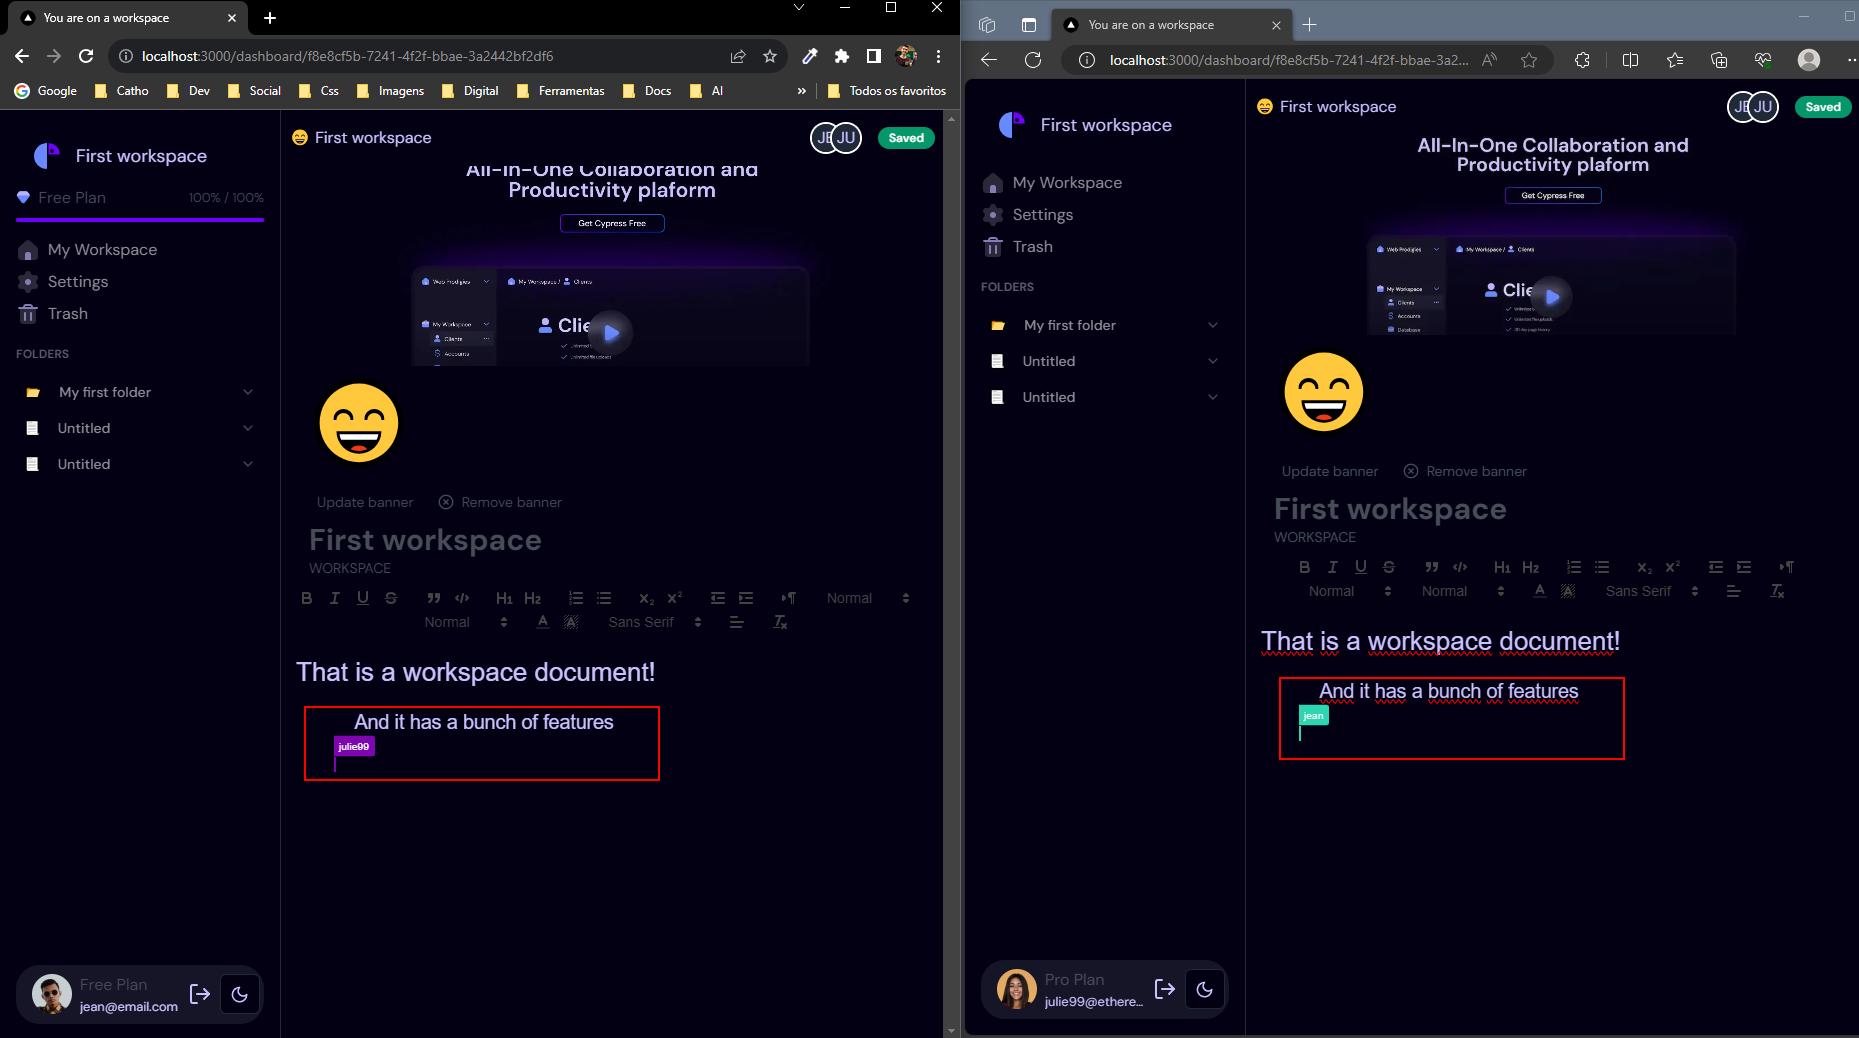 You are on a workspace
localhost:3000/dashboard/f8e8cf5b-7241-4f2f-bbae-3a2442bf2df6
Google Catho Dev Social Css Imagens Digital Ferramentas Docs AI » Todos os favoritos
First workspace
Free Plan 100% / 100%
My Workspace
Settings
Trash
FOLDERS
My first folder
Untitled
Untitled
Free Plan
jean@email.com
First workspace
JE JU Saved
All-In-One Collaboration and
Productivity plaform
Get Cypress Free
Web Prodigies
My Workspace / Clients
My Workspace
Clients
Accounts
Clie
Update banner Remove banner
First workspace
WORKSPACE
B I U S H1 H2 X2 X2 Normal
Normal A A Sans Serif Tx
That is a workspace document!
And it has a bunch of features
julie99
You are on a workspace
localhost:3000/dashboard/f8e8cf5b-7241-4f2f-bbae-3a2...
First workspace
My Workspace
Settings
Trash
FOLDERS
My first folder
Untitled
Untitled
Pro Plan
julie99@ethere...
First workspace
JE JU Saved
All-In-One Collaboration and
Productivity plaform
Get Cypress Free
Web Prodigies
My Workspace / Clients
My Workspace
Clients
Accounts
Database
Clie
Update banner Remove banner
First workspace
WORKSPACE
B I U S H1 H2 X2 X2
Normal Normal A A Sans Serif Tx
That is a workspace document!
And it has a bunch of features
jean